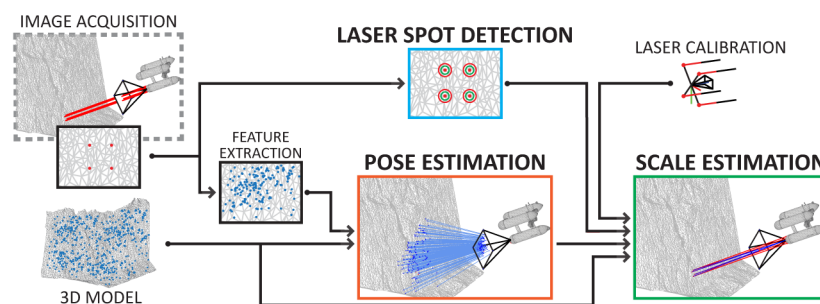 IMAGE ACQUISITION
LASER SPOT DETECTION
LASER CALIBRATION
FEATURE
EXTRACTION
POSE ESTIMATION
SCALE ESTIMATION
3D MODEL